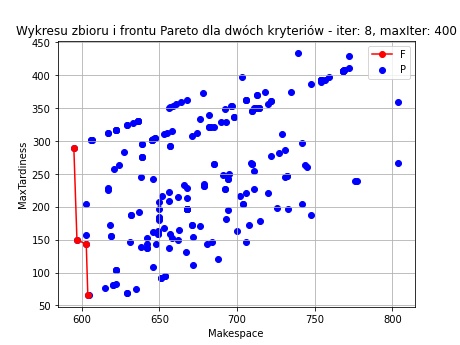 Wykresu zbioru i frontu Pareto dla dwóch kryteriów - iter: 8, maxIter: 400
F
P
450
400
350
300
250
200
150
100
50
MaxTardiness
600
650
700
750
800
Makespace